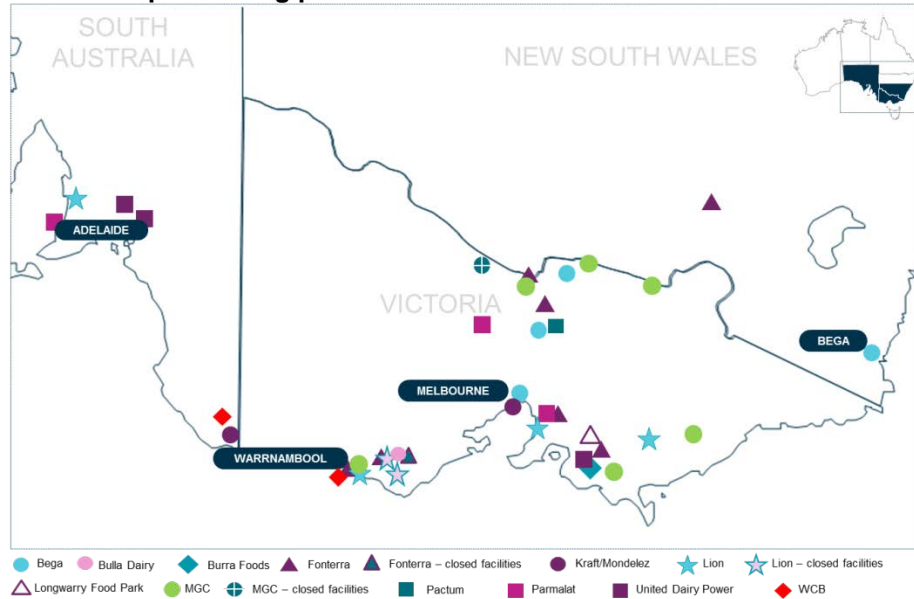 SOUTH
AUSTRALIA
NEW SOUTH WALES
ADELAIDE
VICTORIA
BEGA
MELBOURNE
WARRNAMBOOL
Bega Bulla Dairy Burra Foods Fonterra Fonterra – closed facilities Kraft/Mondelez Lion Lion – closed facilities
Longwarry Food Park MGC MGC – closed facilities Pactum Parmalat United Dairy Power WCB